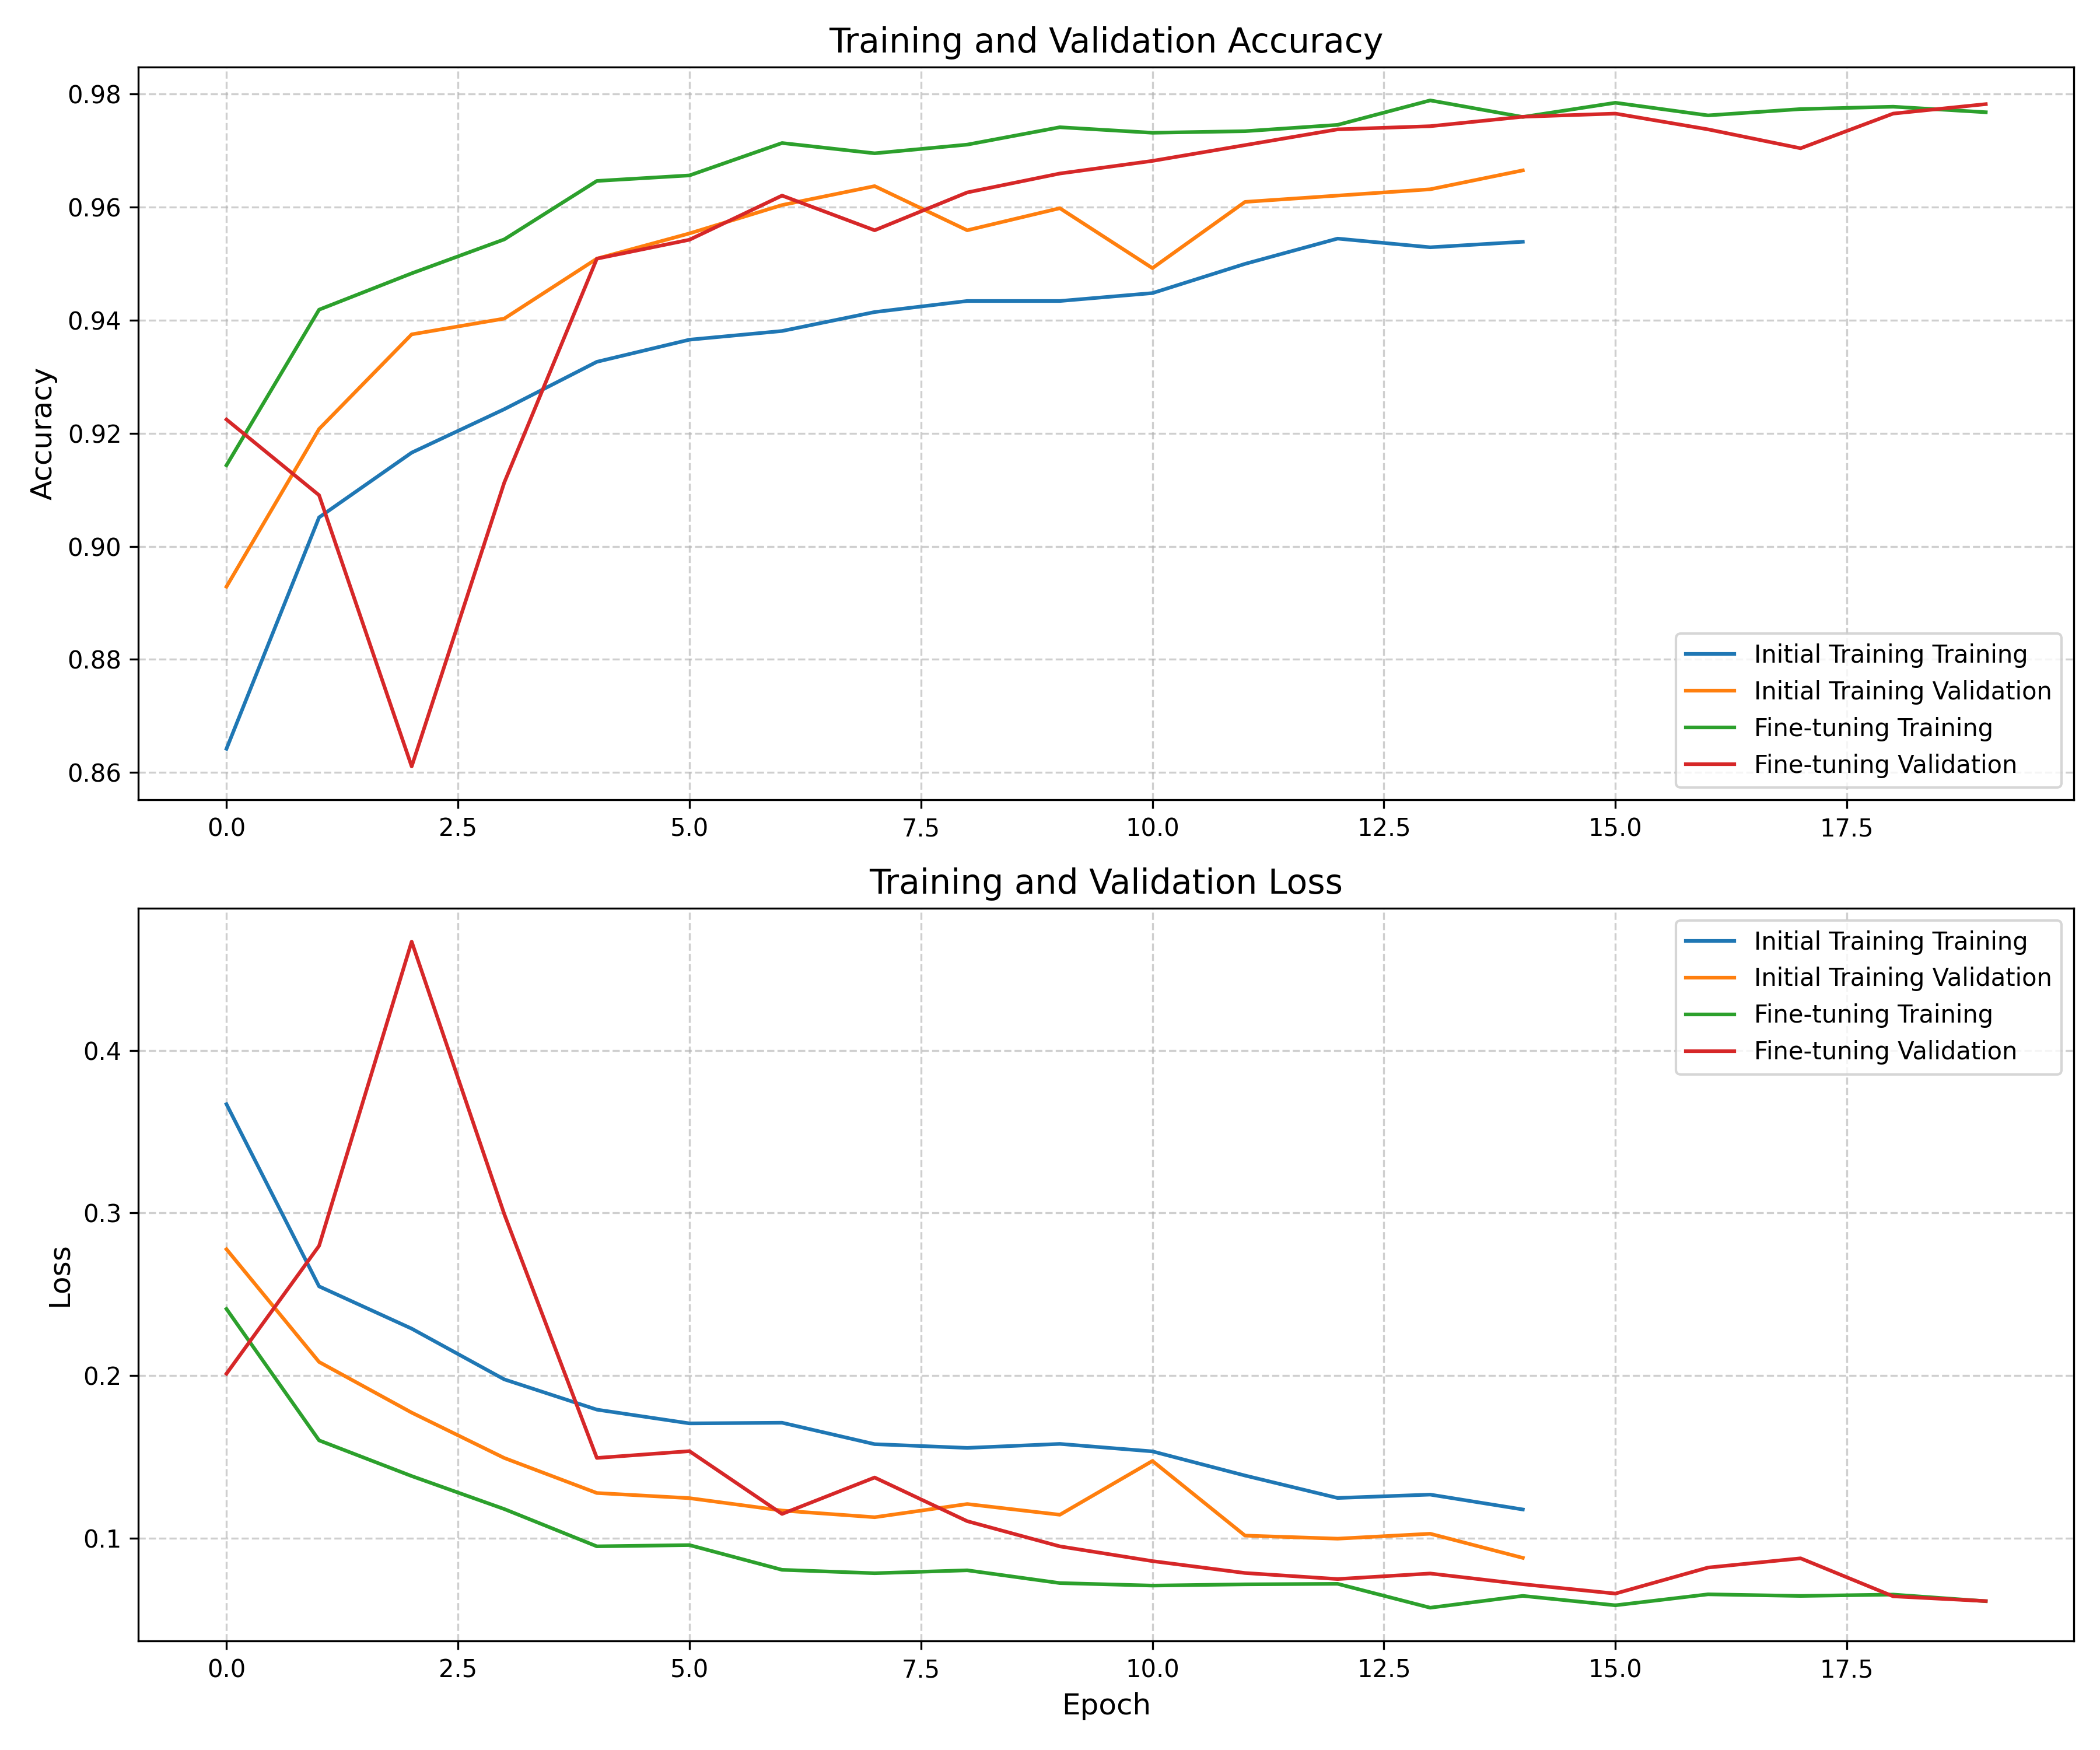 Training and Validation Accuracy
Accuracy
0.98
0.96
0.94
0.92
0.90
0.88
0.86
Initial Training Training
Initial Training Validation
Fine-tuning Training
Fine-tuning Validation
0.0 2.5 5.0 7.5 10.0 12.5 15.0 17.5
Training and Validation Loss
Loss
0.4
0.3
0.2
0.1
Initial Training Training
Initial Training Validation
Fine-tuning Training
Fine-tuning Validation
0.0 2.5 5.0 7.5 10.0 12.5 15.0 17.5
Epoch